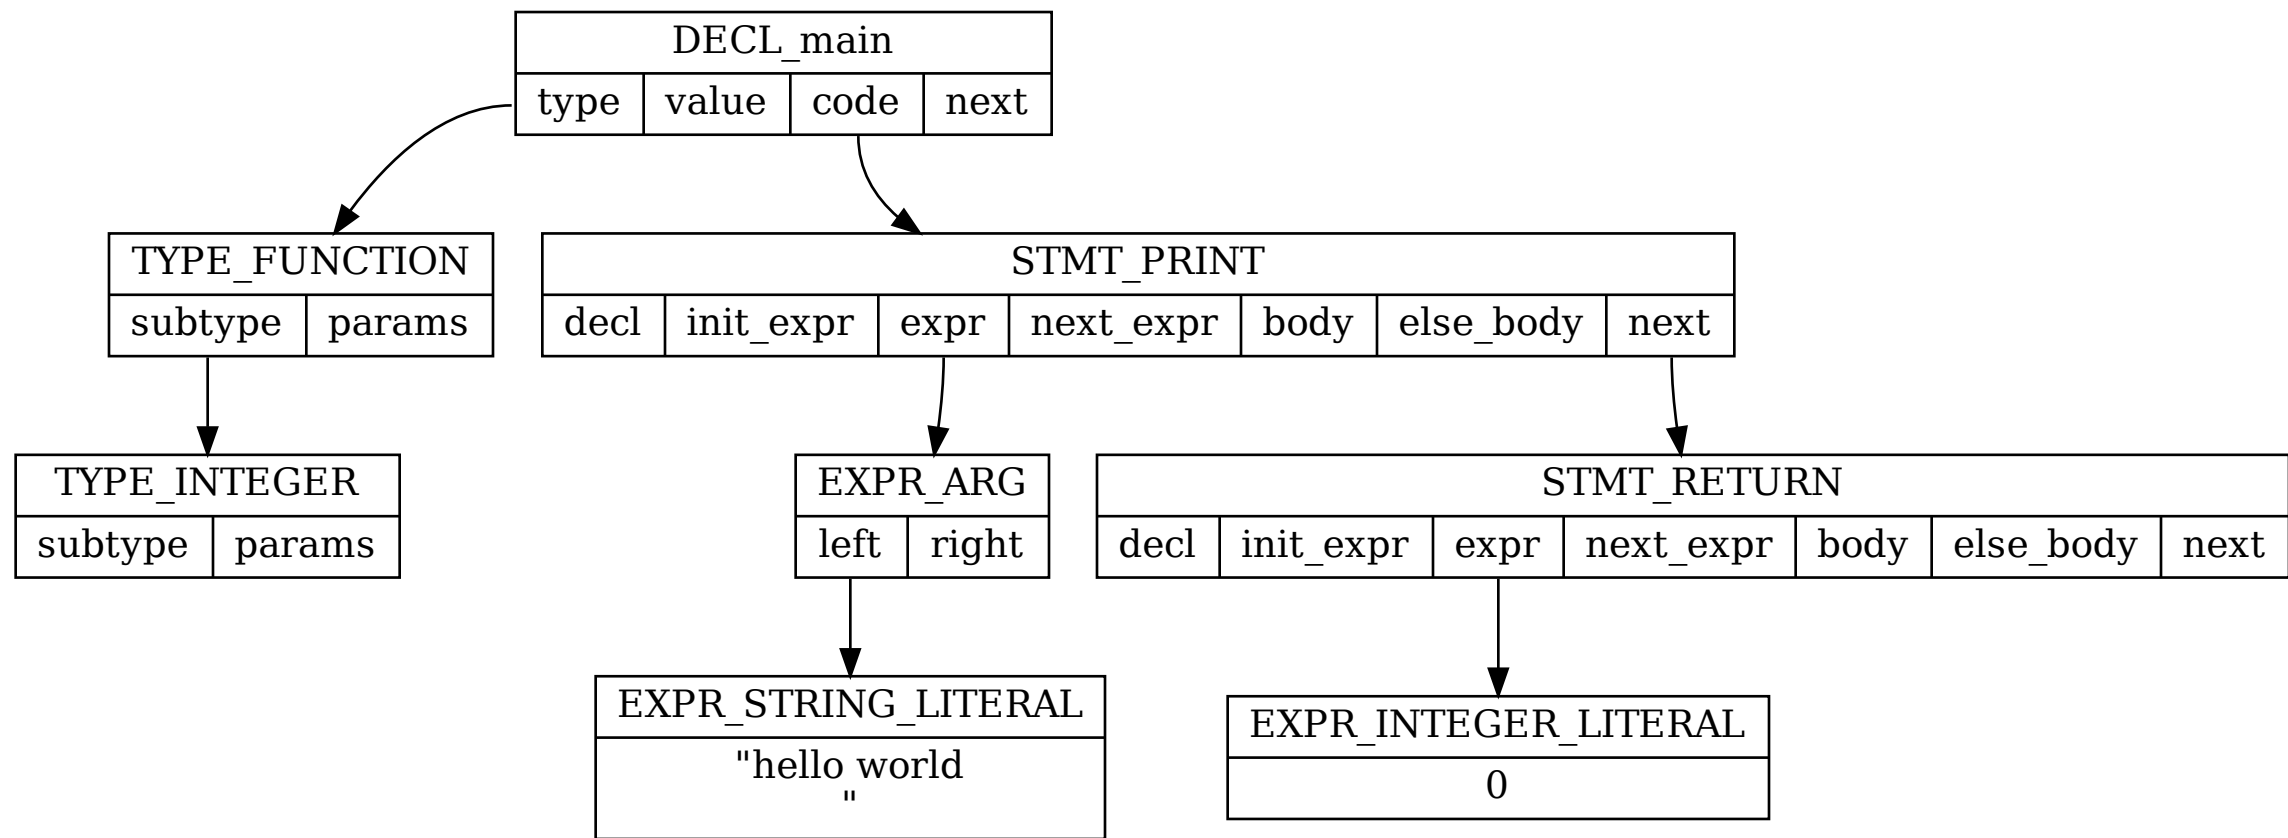 DECL_main
type value code next
TYPE_FUNCTION
subtype params
STMT_PRINT
decl init_expr expr next_expr body else_body next
TYPE_INTEGER
subtype params
EXPR_ARG
left right
STMT_RETURN
decl init_expr expr next_expr body else_body next
EXPR_STRING_LITERAL
"hello world
"
EXPR_INTEGER_LITERAL
0